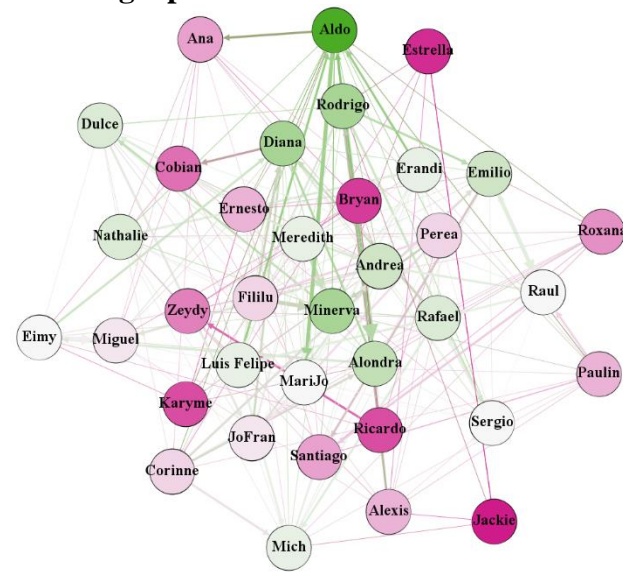 Ana
Aldo
Estrella
Rodrigo
Dulce
Diana
Cobian
Erandi
Emilio
Ernesto
Bryan
Nathalie
Meredith
Perea
Roxana
Andrea
Raul
Zeydy
Fililu
Minerva
Rafael
Eimy
Miguel
Luis Felipe
MariJo
Alondra
Paulin
Karyme
Ricardo
Sergio
JoFran
Santiago
Corinne
Alexis
Jackie
Mich